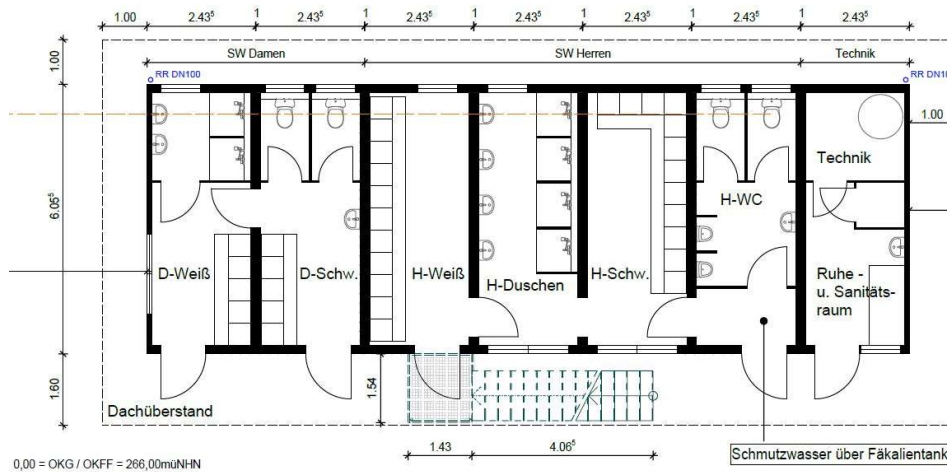 1.00 2.43⁵ 1 2.43⁵ 1 2.43⁵ 1 2.43⁵ 1 2.43⁵ 1 2.43⁵ 1 2.43⁵
SW Damen SW Herren Technik
RR DN100
1.00
6.05⁵
1.60
1.00
Technik
H-WC
D-Weiß
D-Schw.
H-Weiß
H-Duschen
H-Schw.
Ruhe -
u. Sanitäts-
raum
1.54
Dachüberstand
1.43 4.06⁵
Schmutzwasser über Fäkalientank
0,00 = OKG / OKFF = 266,00müNHN